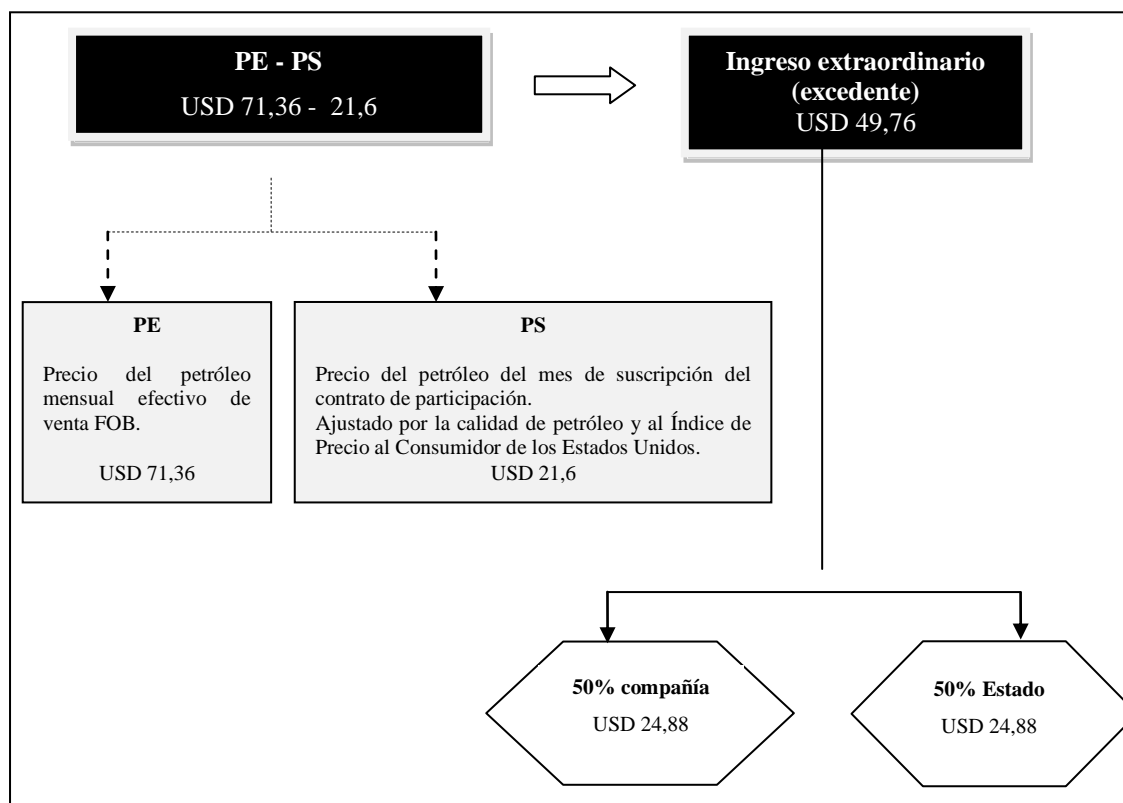 PE - PS
USD 71,36 - 21,6
Ingreso extraordinario
(excedente)
USD 49,76
PE
Precio del petróleo
mensual efectivo de
venta FOB.
USD 71,36
PS
Precio del petróleo del mes de suscripción del
contrato de participación.
Ajustado por la calidad de petróleo y al Índice de
Precio al Consumidor de los Estados Unidos.
USD 21,6
50% compañía
USD 24,88
50% Estado
USD 24,88